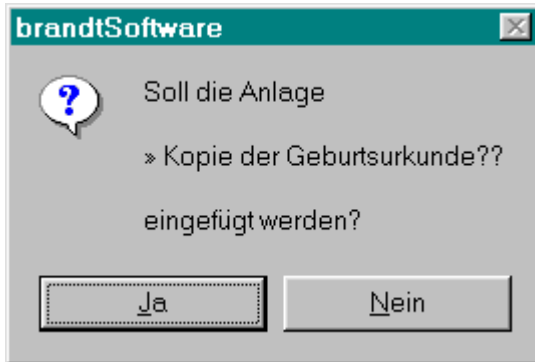 brandtSoftware
?
Soll die Anlage
» Kopie der Geburtsurkunde??
eingefügt werden?
Ja
Nein